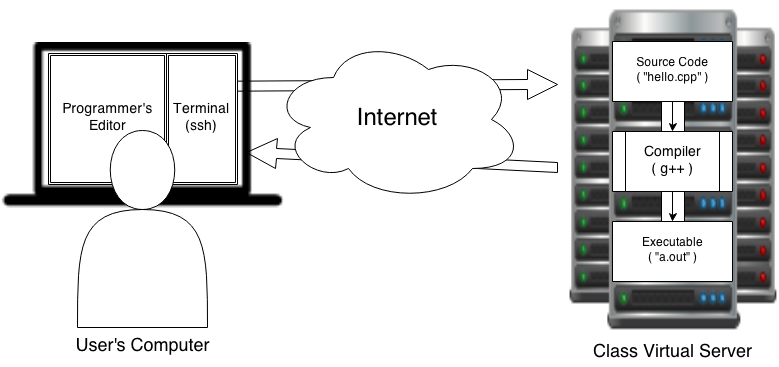 Programmer's
Editor
Terminal
(ssh)
Internet
Source Code
( "hello.cpp" )
Compiler
( g++ )
Executable
( "a.out" )
User's Computer
Class Virtual Server